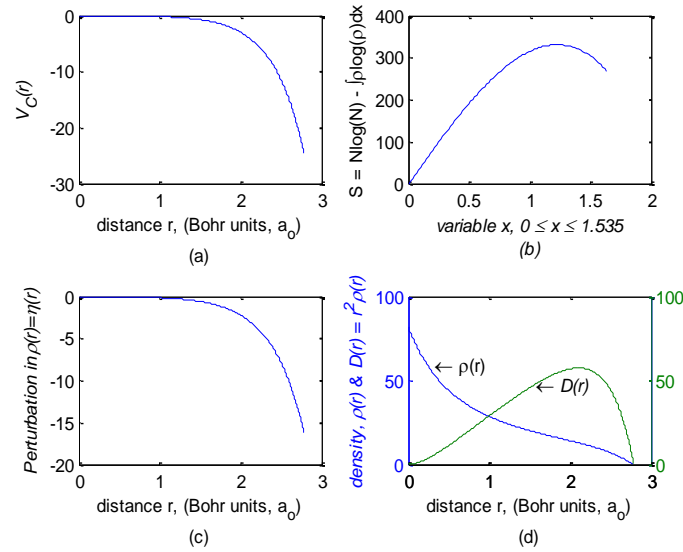 0
-10
-20
-30
0 1 2 3
V_C(r)
distance r, (Bohr units, a_o)
(a)
400
300
200
100
0
0 0.5 1 1.5 2
S = Nlog(N) - ∫ρlog(ρ)dx
variable x, 0 ≤ x ≤ 1.535
(b)
0
-5
-10
-15
-20
0 1 2 3
Perturbation in ρ(r)=η(r)
distance r, (Bohr units, a_o)
(c)
100
50
0
0 1 2 3
100
50
0
density, ρ(r) & D(r) = r²ρ(r)
← ρ(r)
← D(r)
distance r, (Bohr units, a_o)
(d)